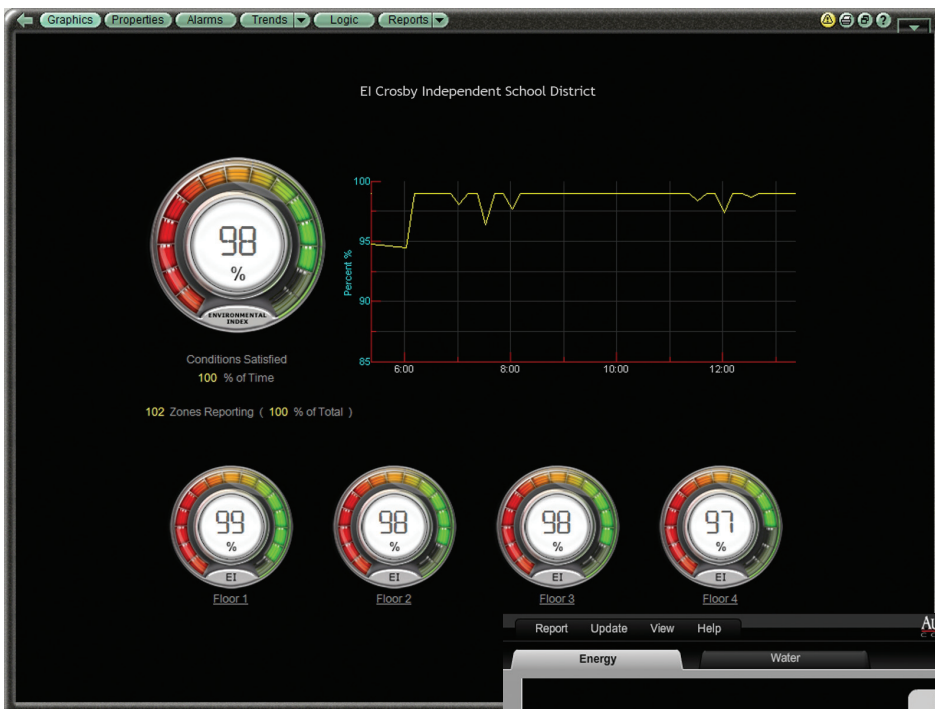 Graphics Properties Alarms Trends Logic Reports ?
EI Crosby Independent School District
98
%
ENVIRONMENTAL
INDEX
Conditions Satisfied
100 % of Time
102 Zones Reporting ( 100 % of Total )
Percent %
100
95
90
85
6:00 8:00 10:00 12:00
99 98 98 97
% % % %
EI EI EI EI
Floor 1 Floor 2 Floor 3 Floor 4
Report Update View Help
Energy Water